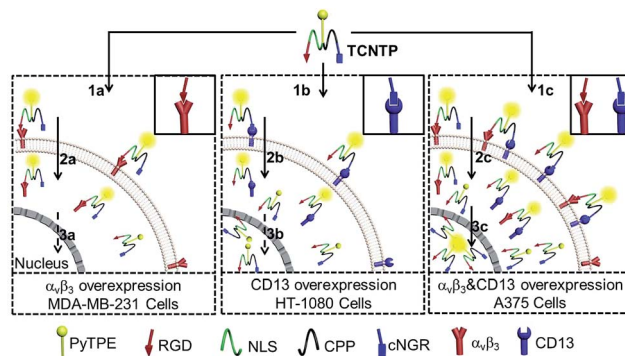 TCNTP
1a
1b
1c
2a
2b
2c
3a
3b
3c
Nucleus
αvβ3 overexpression
MDA-MB-231 Cells
CD13 overexpression
HT-1080 Cells
αvβ3&CD13 overexpression
A375 Cells
PyTPE RGD NLS CPP cNGR αvβ3 CD13